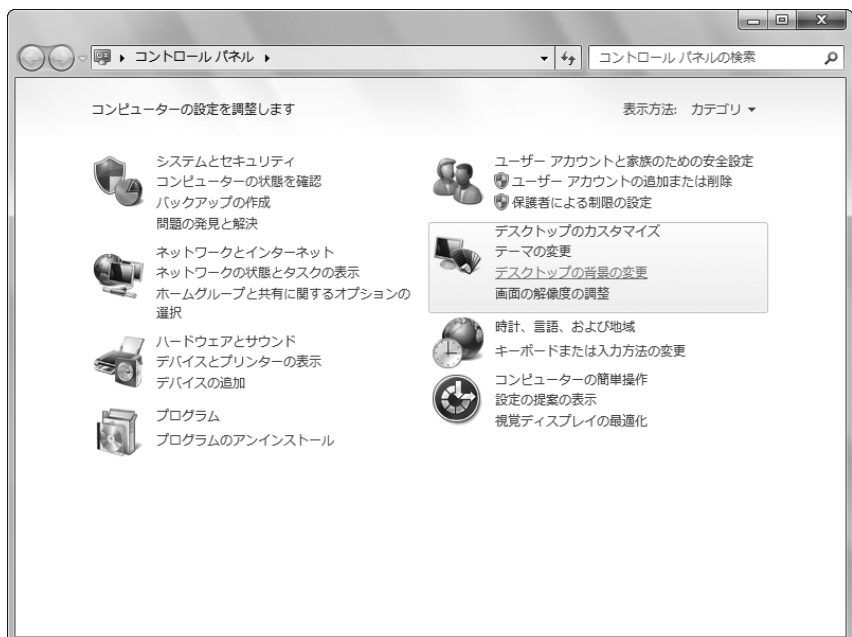 コントロール パネル
コントロール パネルの検索
コンピューターの設定を調整します
表示方法: カテゴリ
システムとセキュリティ
コンピューターの状態を確認
バックアップの作成
問題の発見と解決
ネットワークとインターネット
ネットワークの状態とタスクの表示
ホームグループと共有に関するオプションの
選択
ハードウェアとサウンド
デバイスとプリンターの表示
デバイスの追加
プログラム
プログラムのアンインストール
ユーザー アカウントと家族のための安全設定
ユーザー アカウントの追加または削除
保護者による制限の設定
デスクトップのカスタマイズ
テーマの変更
デスクトップの背景の変更
画面の解像度の調整
時計、言語、および地域
キーボードまたは入力方法の変更
コンピューターの簡単操作
設定の提案の表示
視覚ディスプレイの最適化